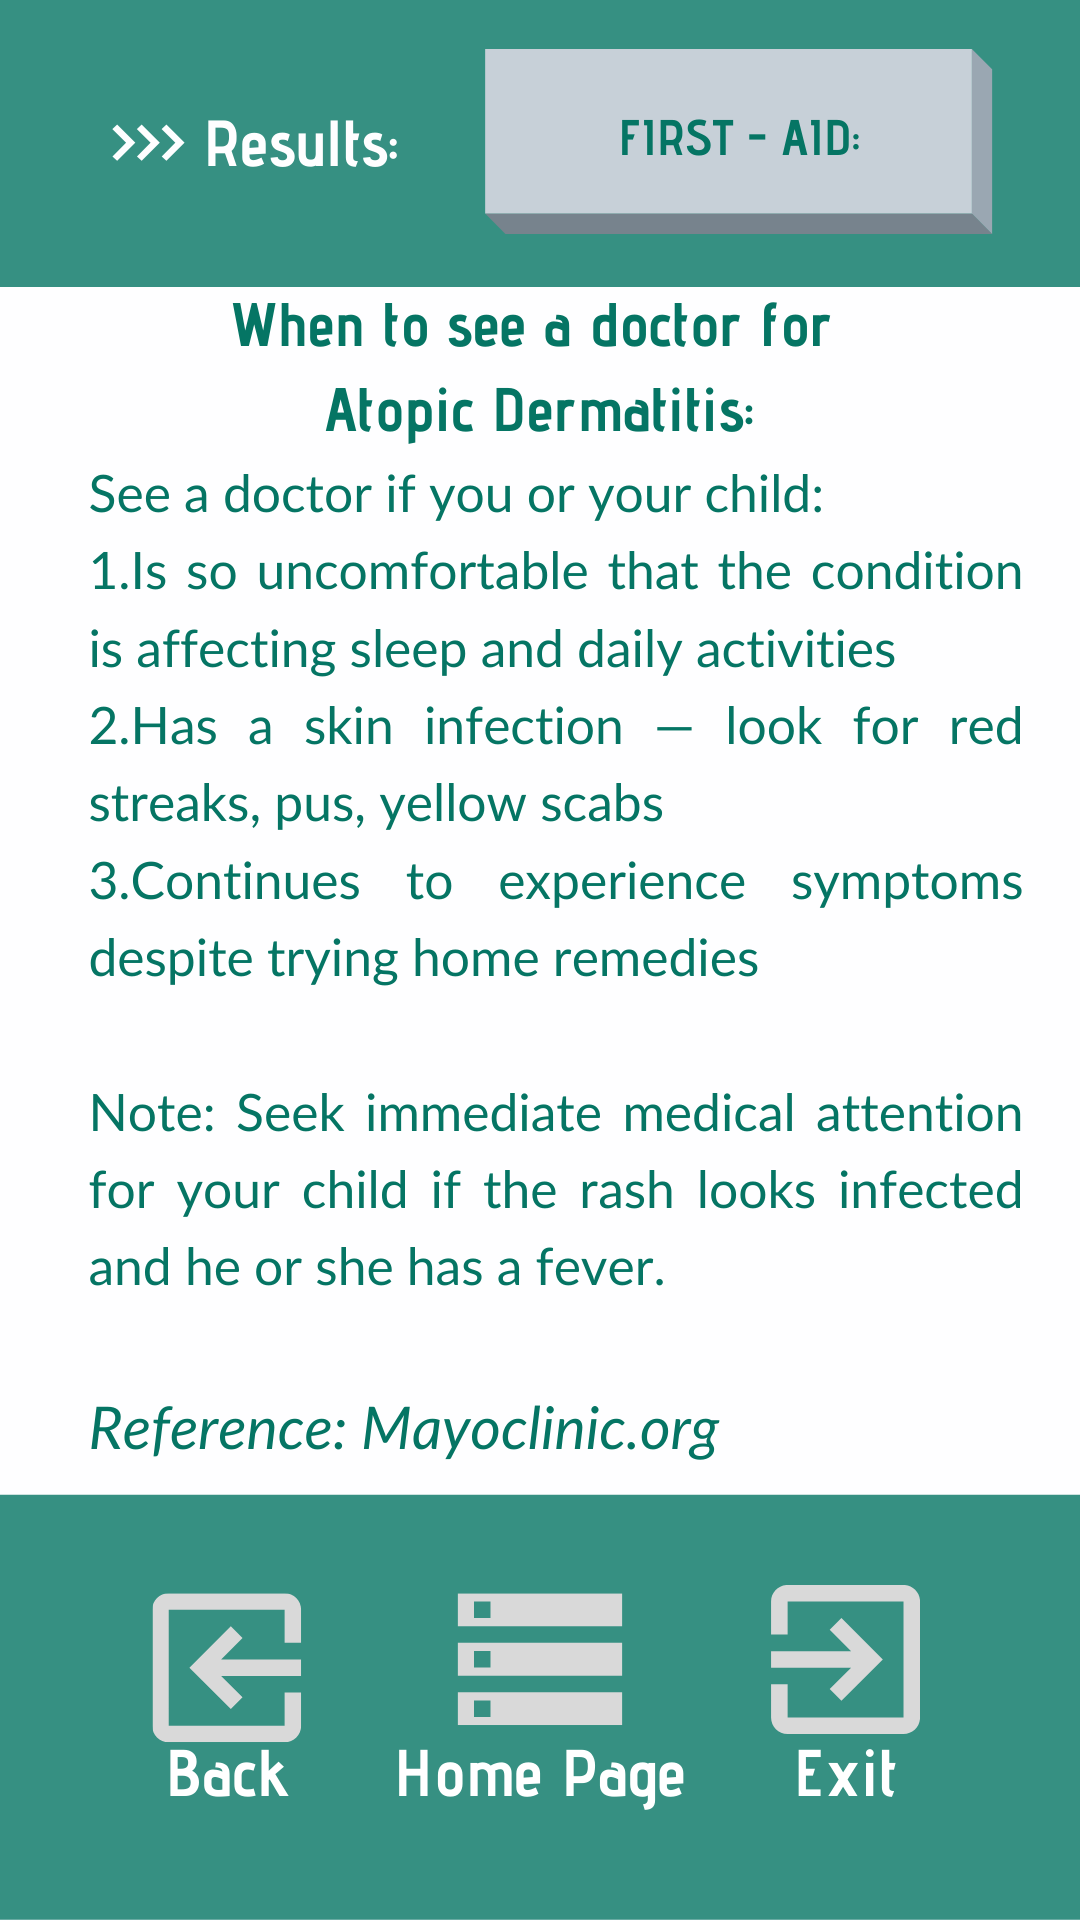 >>> Results:
FIRST - AID:
When to see a doctor for
Atopic Dermatitis:
See a doctor if you or your child:
1.Is so uncomfortable that the condition
is affecting sleep and daily activities
2.Has a skin infection — look for red
streaks, pus, yellow scabs
3.Continues to experience symptoms
despite trying home remedies
Note: Seek immediate medical attention
for your child if the rash looks infected
and he or she has a fever.
Reference: Mayoclinic.org
Back
Home Page
Exit